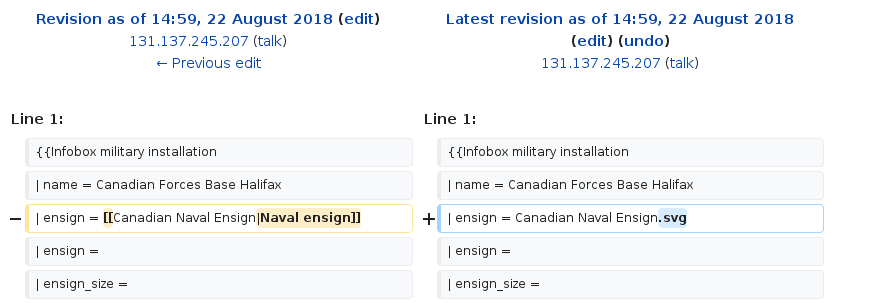 Revision as of 14:59, 22 August 2018 (edit)
131.137.245.207 (talk)
← Previous edit
Latest revision as of 14:59, 22 August 2018
(edit) (undo)
131.137.245.207 (talk)
Line 1:
Line 1:
{{Infobox military installation
{{Infobox military installation
| name = Canadian Forces Base Halifax
| name = Canadian Forces Base Halifax
− | ensign = [[Canadian Naval Ensign|Naval ensign]]
+ | ensign = Canadian Naval Ensign.svg
| ensign =
| ensign =
| ensign_size =
| ensign_size =